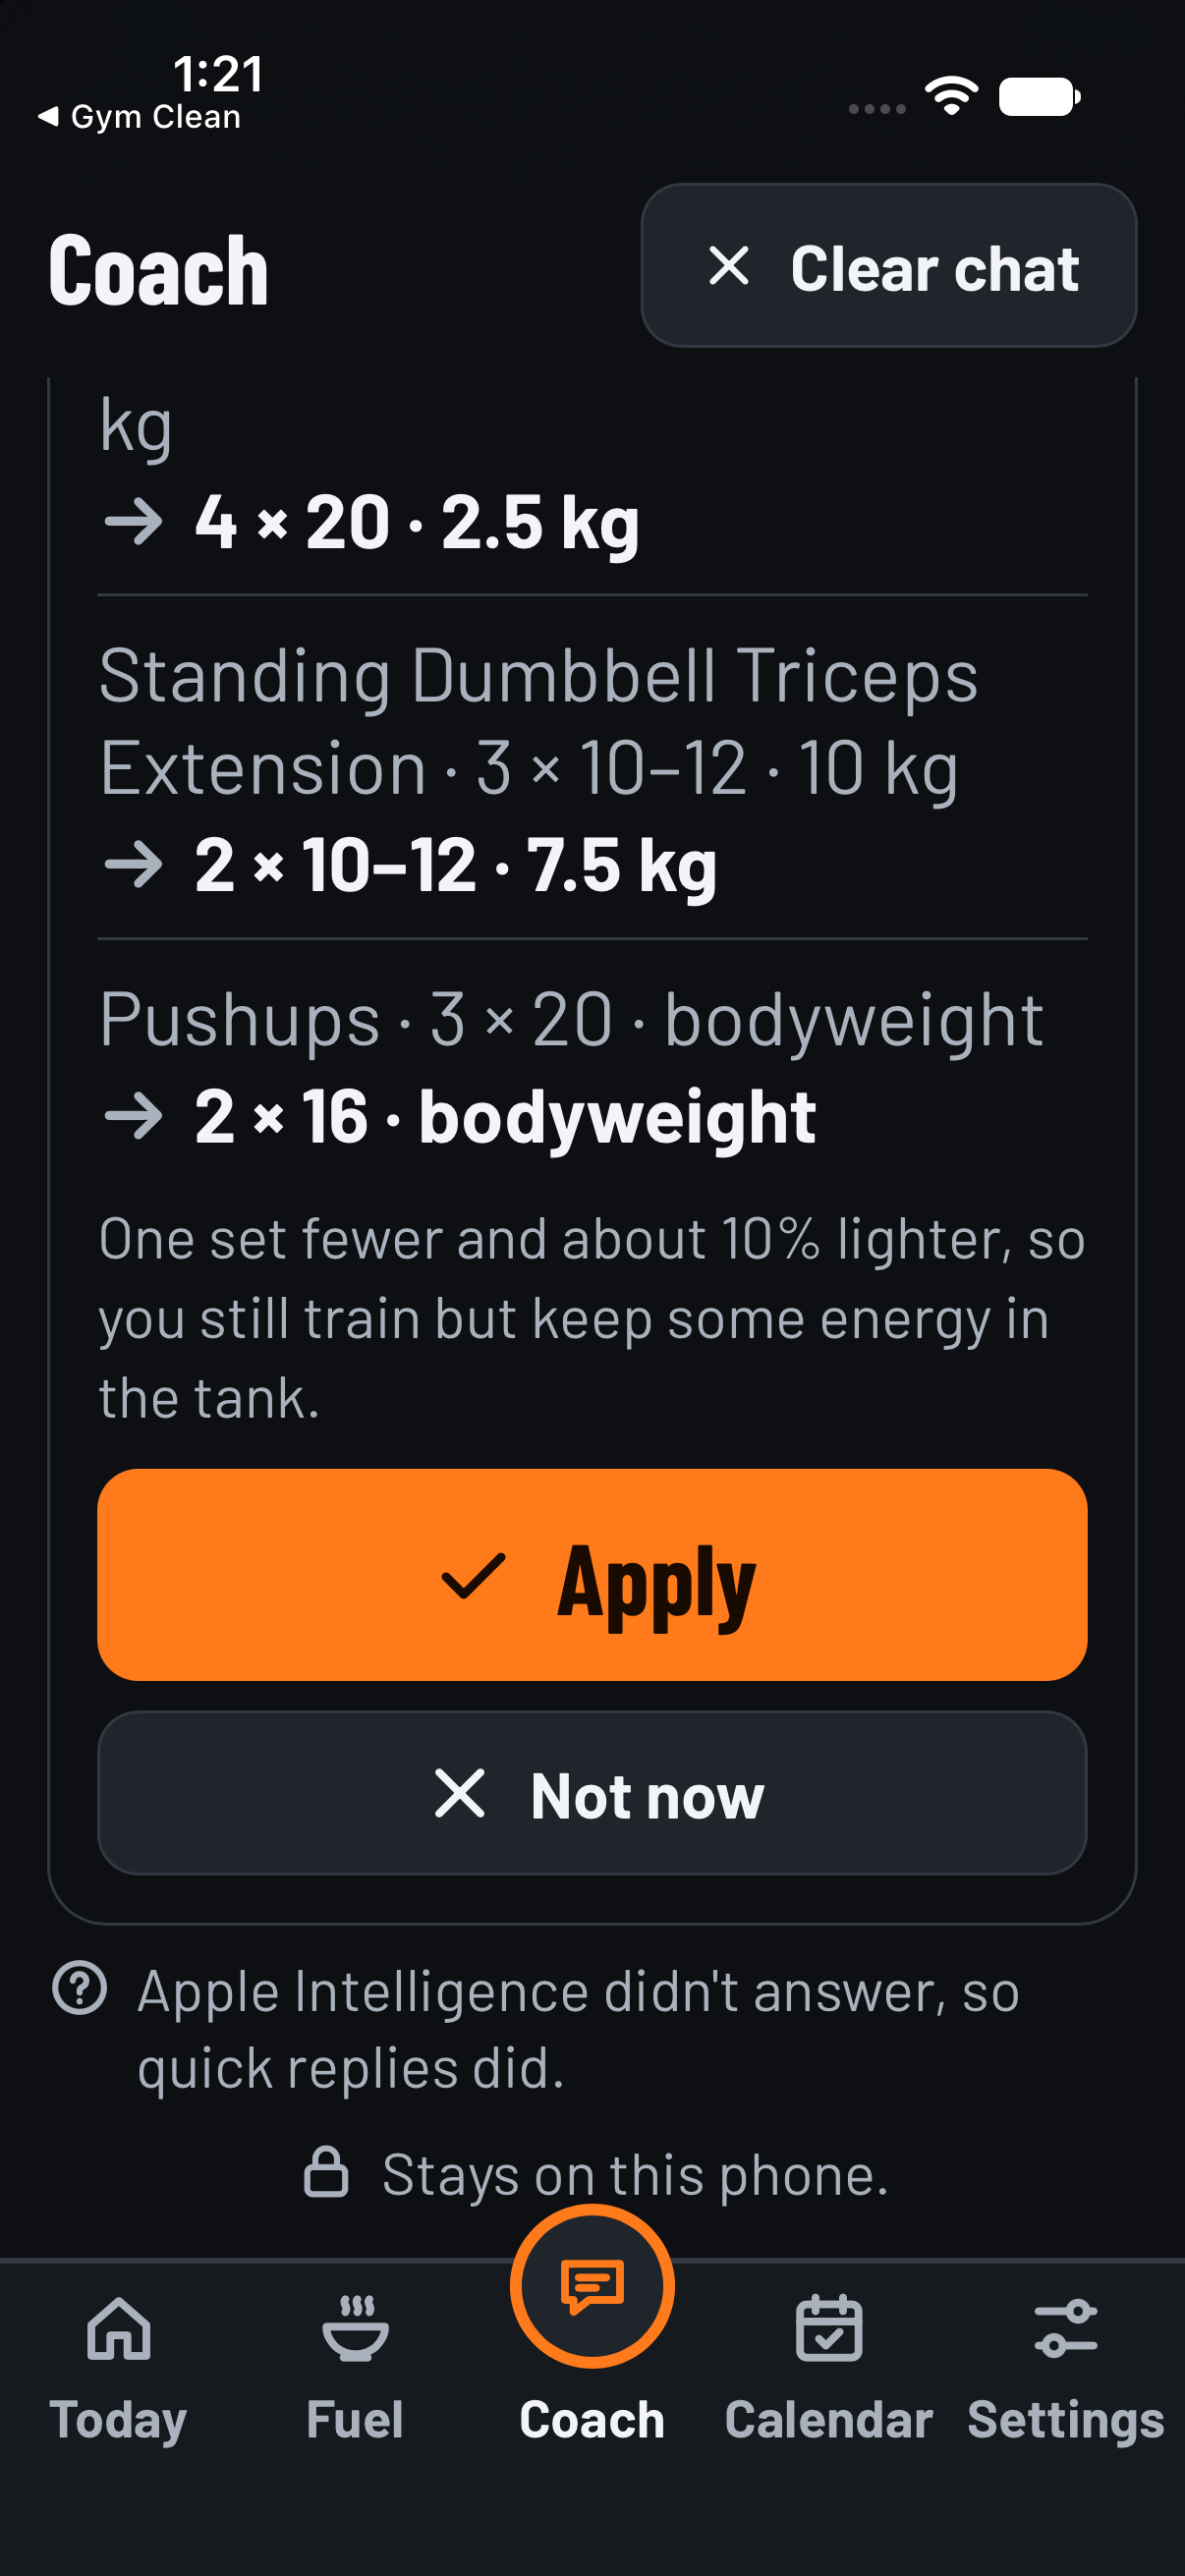 1:21
Gym Clean
Coach
Clear chat
kg
→ 4 × 20 · 2.5 kg
Standing Dumbbell Triceps
Extension · 3 × 10–12 · 10 kg
→ 2 × 10–12 · 7.5 kg
Pushups · 3 × 20 · bodyweight
→ 2 × 16 · bodyweight
One set fewer and about 10% lighter, so
you still train but keep some energy in
the tank.
Apply
Not now
Apple Intelligence didn't answer, so
quick replies did.
Stays on this phone.
Today
Fuel
Coach
Calendar
Settings